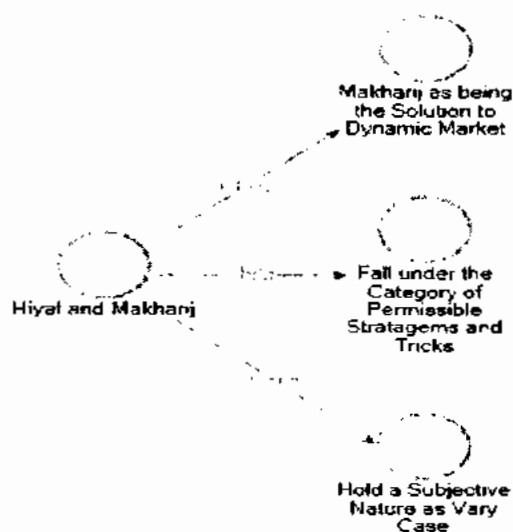 Makharij as being
the Solution to
Dynamic Market
Hiyal and Makharij
Fall under the
Category of
Permissible
Stratagems and
Tricks
Hold a Subjective
Nature as Vary
Case